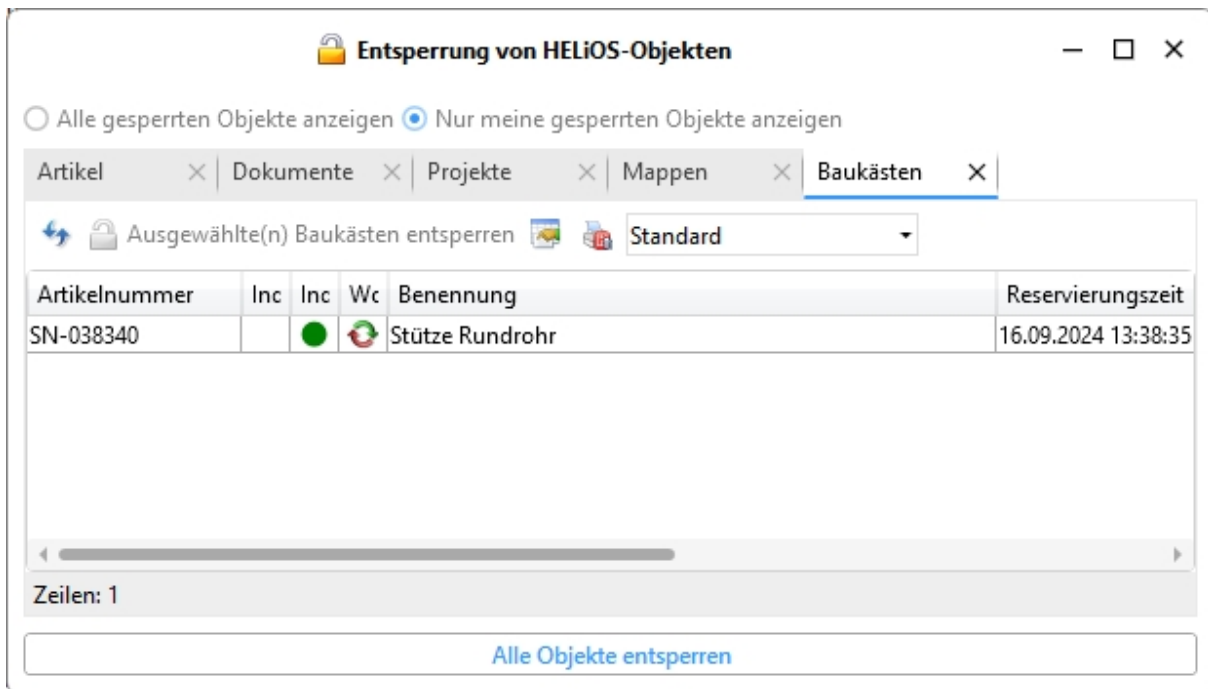 Entsperrung von HELiOS-Objekten
Alle gesperrten Objekte anzeigen Nur meine gesperrten Objekte anzeigen
Artikel Dokumente Projekte Mappen Baukästen
Ausgewählte(n) Baukästen entsperren Standard
Artikelnummer Inc Inc Wc Benennung Reservierungszeit
SN-038340 Stütze Rundrohr 16.09.2024 13:38:35
Zeilen: 1
Alle Objekte entsperren